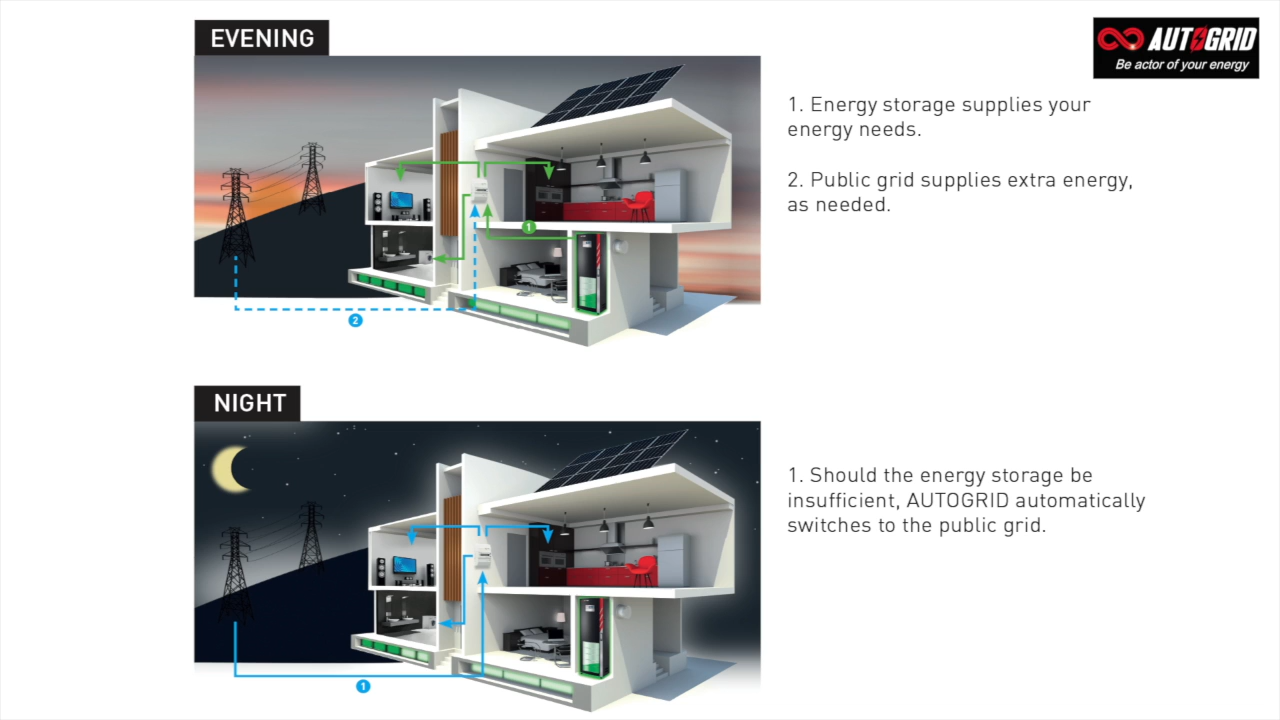 EVENING
AUTOGRID
Be actor of your energy
1. Energy storage supplies your
energy needs.
2. Public grid supplies extra energy,
as needed.
1
2
NIGHT
1. Should the energy storage be
insufficient, AUTOGRID automatically
switches to the public grid.
1